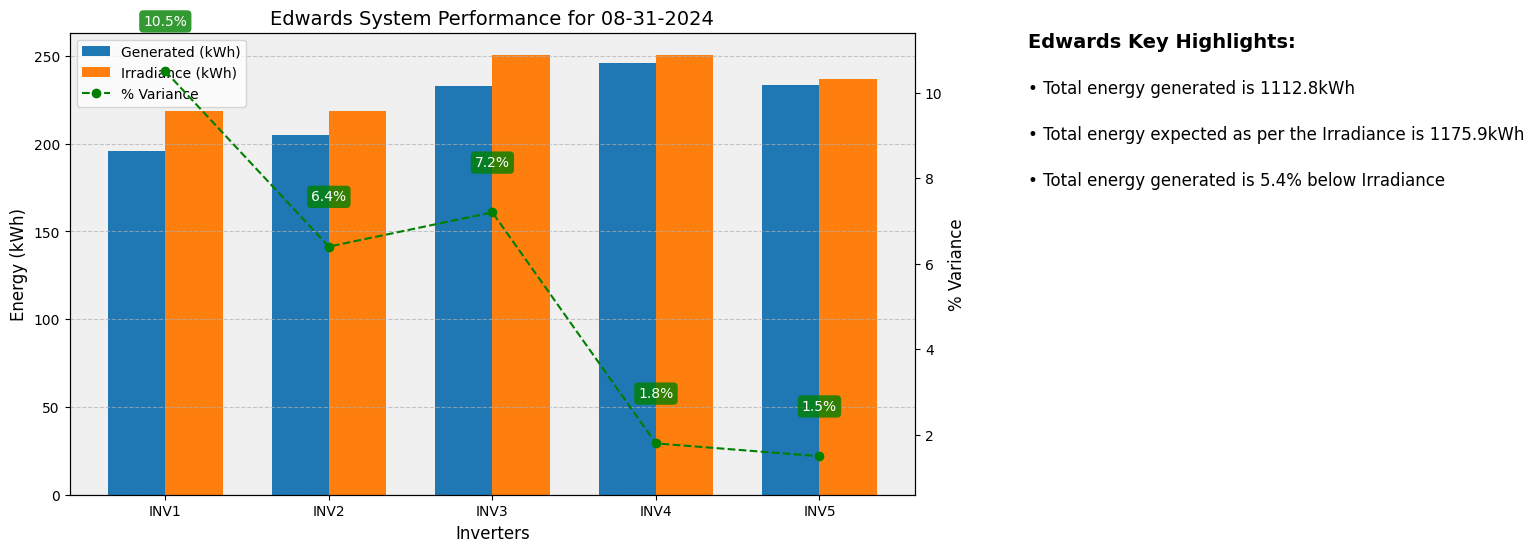 Edwards System Performance for 08-31-2024
10.5%
Generated (kWh)
Irradiance (kWh)
% Variance
6.4%
7.2%
1.8%
1.5%
250
200
150
100
50
0
Energy (kWh)
10
8
6
4
2
% Variance
INV1
INV2
INV3
INV4
INV5
Inverters
Edwards Key Highlights:
• Total energy generated is 1112.8kWh
• Total energy expected as per the Irradiance is 1175.9kWh
• Total energy generated is 5.4% below Irradiance